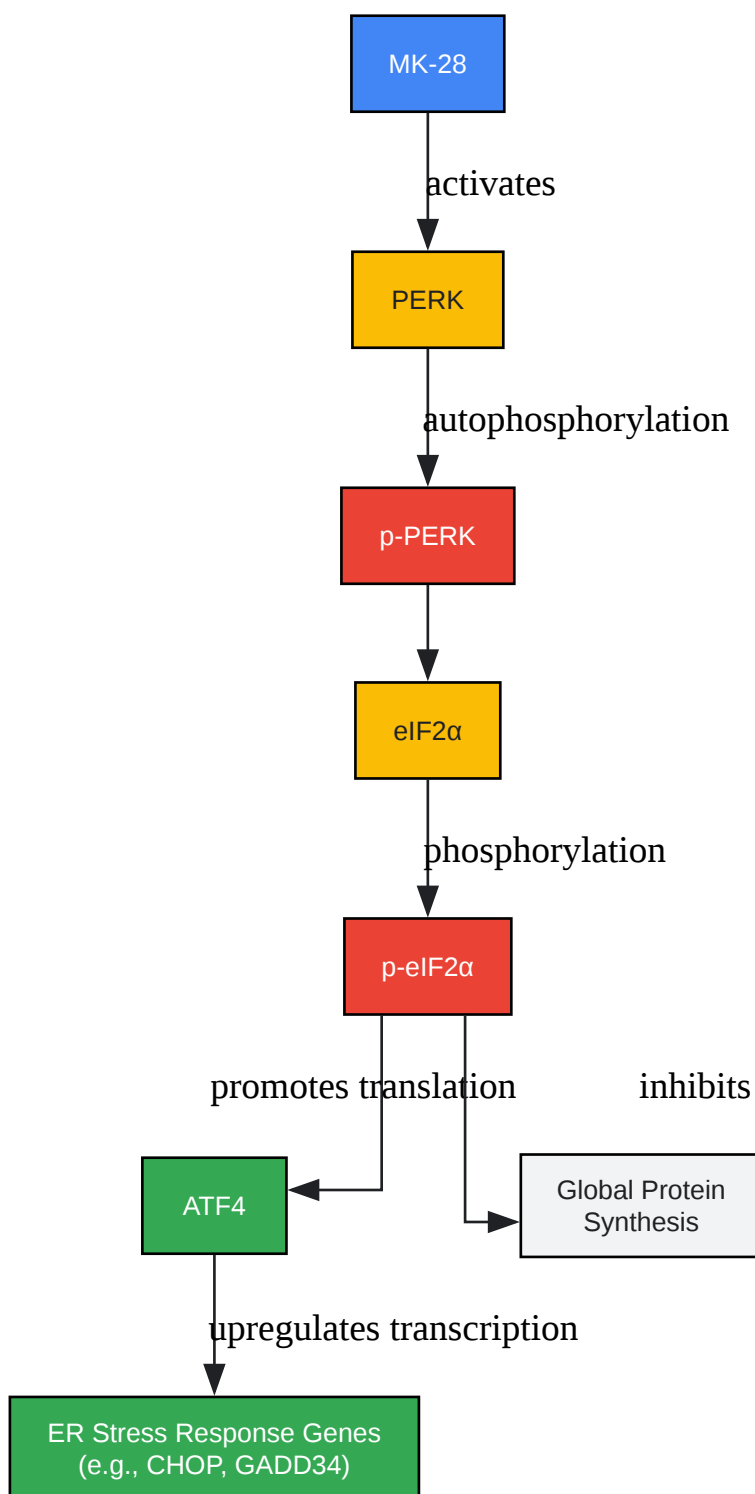 MK-28
activates
PERK
autophosphorylation
p-PERK
eIF2α
phosphorylation
p-eIF2α
promotes translation
inhibits
ATF4
Global Protein
Synthesis
upregulates transcription
ER Stress Response Genes
(e.g., CHOP, GADD34)